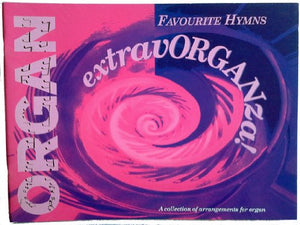 ORGAN
FAVOURITE HYMNS
extravORGANza!
A collection of arrangements for organ